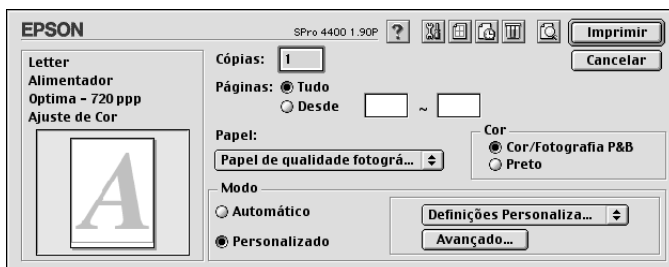 EPSON
SPro 4400 1.90P
?
Imprimir
Cancelar
Letter
Alimentador
Optima - 720 ppp
Ajuste de Cor
A
Cópias: 1
Páginas: Tudo
Desde ~
Papel:
Papel de qualidade fotográ...
Cor
Cor/Fotografia P&B
Preto
Modo
Automático
Personalizado
Definições Personaliza...
Avançado...